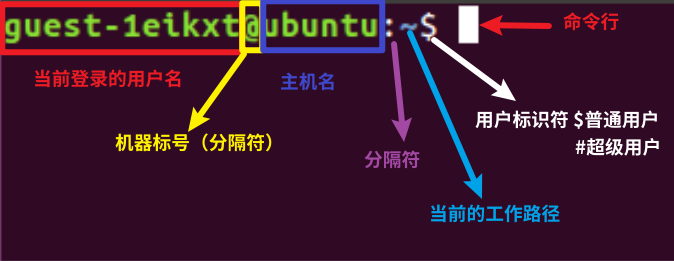 guest-1eikxt@ubuntu:~$
命令行
当前登录的用户名
主机名
机器标号（分隔符）
分隔符
用户标识符 $普通用户
#超级用户
当前的工作路径